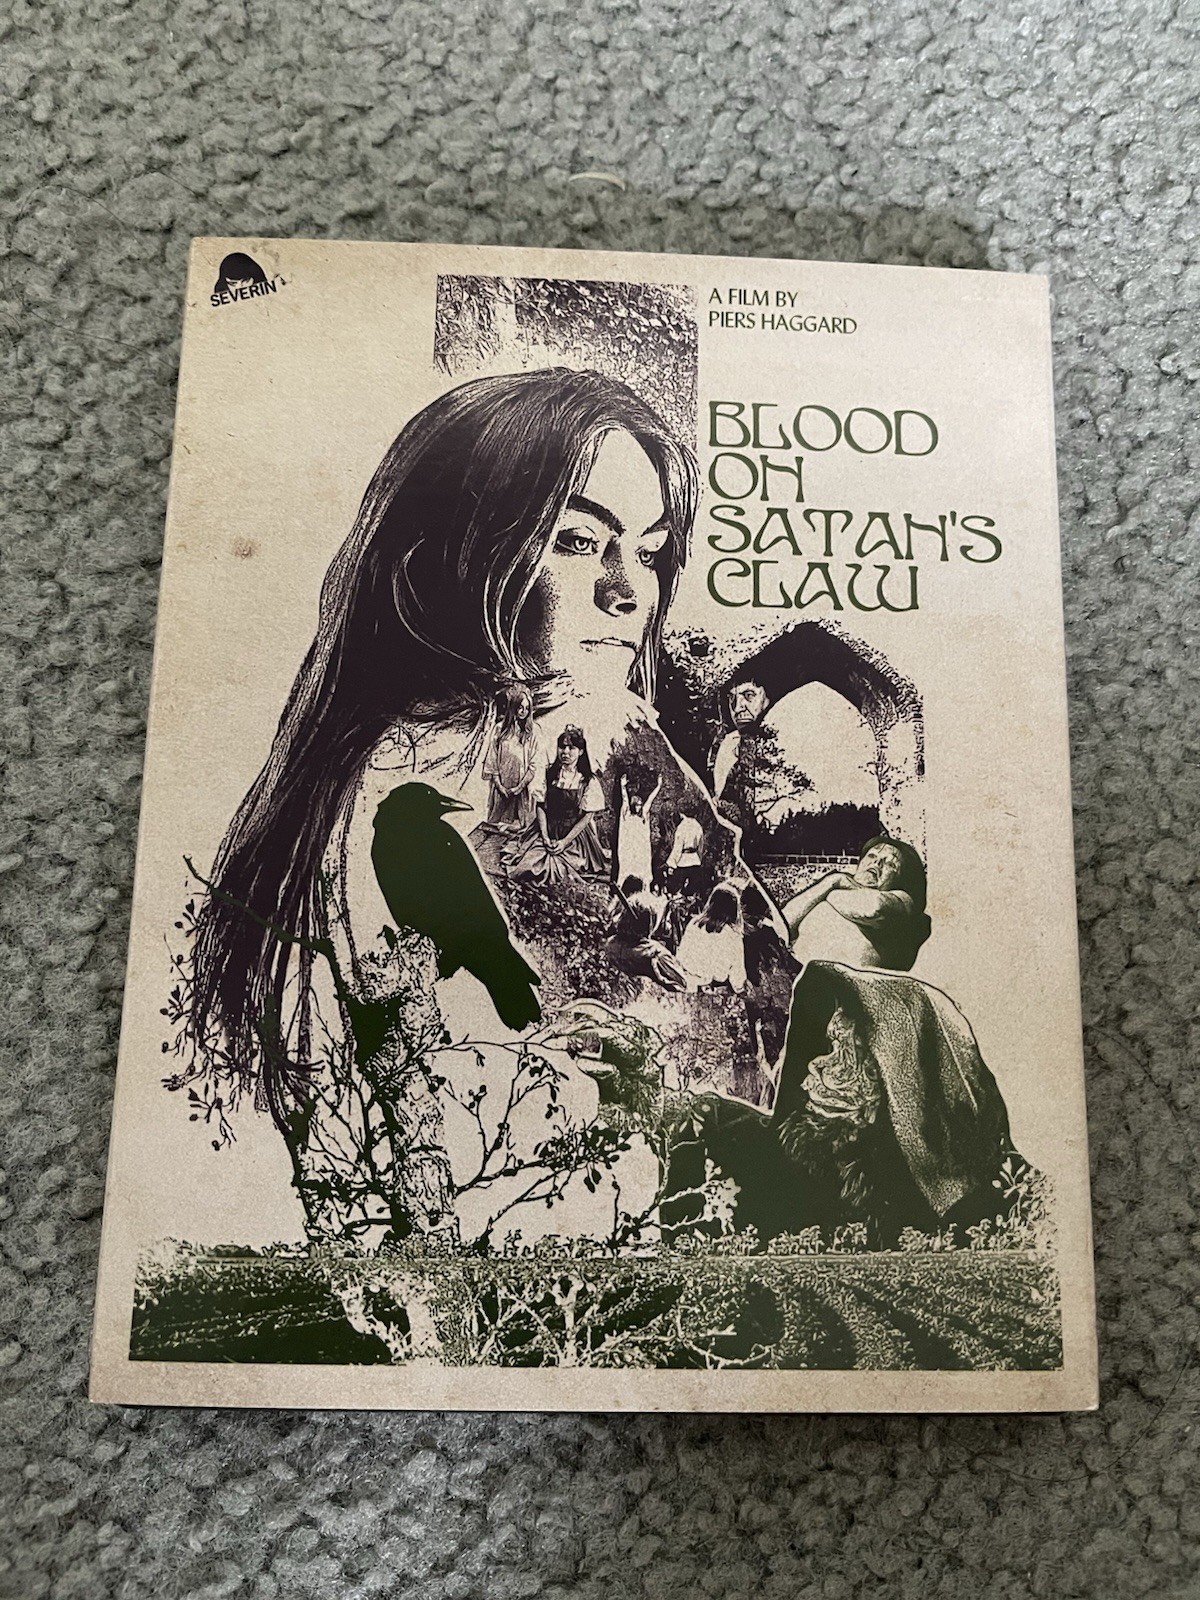 SEVERIN
A FILM BY
PIERS HAGGARD
BLOOD
ON
SATAN'S
CLAW